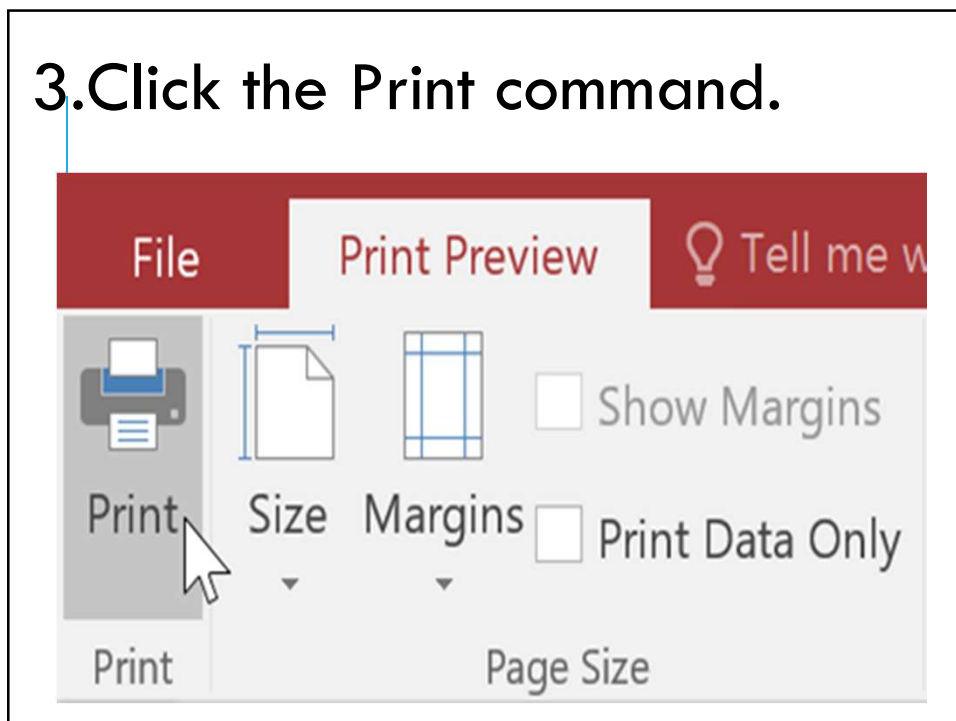 3.Click the Print command.
File Print Preview Tell me w
Show Margins
Print Size Margins Print Data Only
Print Page Size